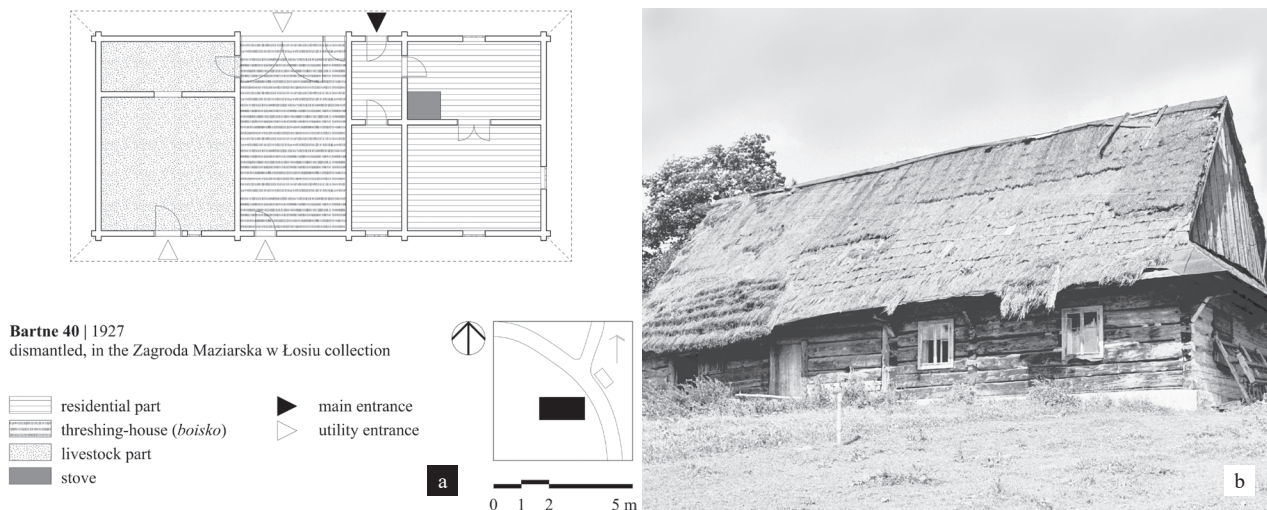 Bartne 40 | 1927
dismantled, in the Zagroda Maziarska w Łosiu collection
residential part
threshing-house (boisko)
livestock part
stove
main entrance
utility entrance
a
0 1 2 5 m
b